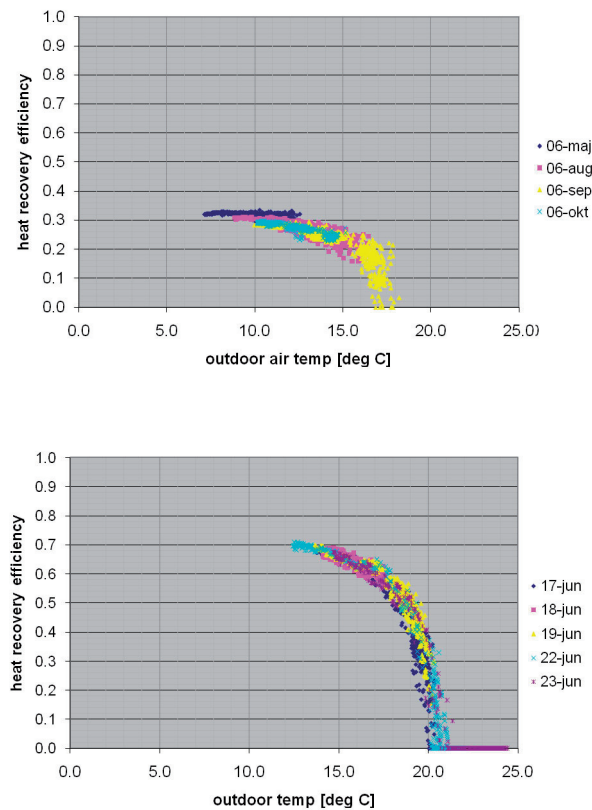 1.0
0.9
0.8
0.7
0.6
0.5
0.4
0.3
0.2
0.1
0.0
heat recovery efficiency
0.0 5.0 10.0 15.0 20.0 25.0)
outdoor air temp [deg C]
06-maj
06-aug
06-sep
06-okt
1.0
0.9
0.8
0.7
0.6
0.5
0.4
0.3
0.2
0.1
0.0
heat recovery efficiency
0.0 5.0 10.0 15.0 20.0 25.0
outdoor temp [deg C]
17-jun
18-jun
19-jun
22-jun
23-jun